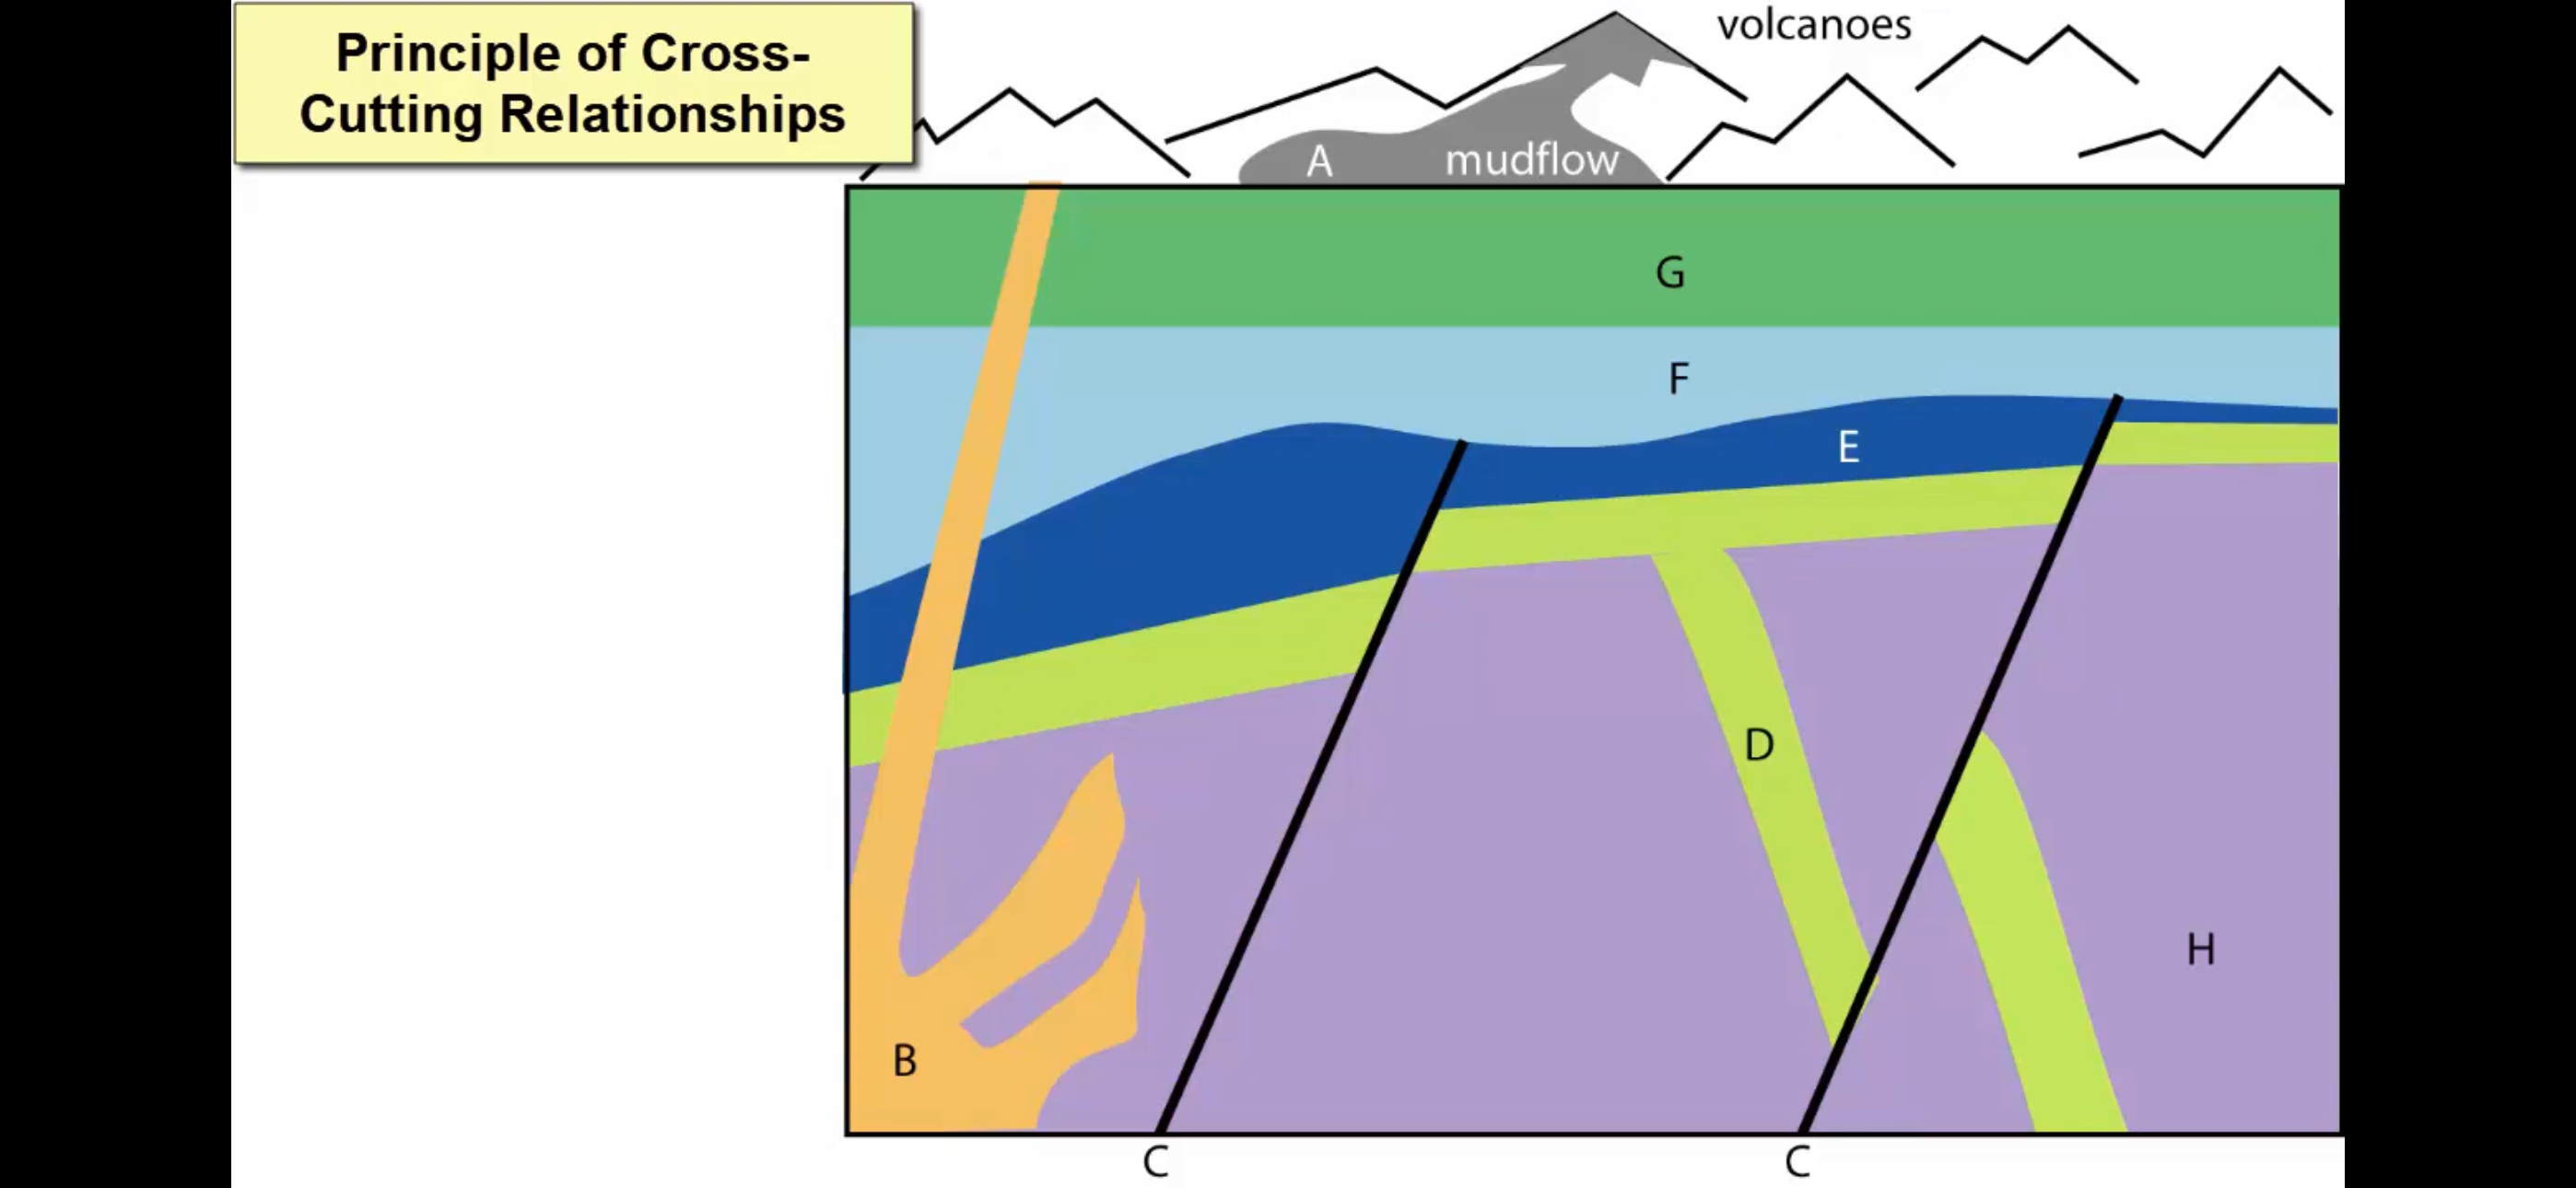 Principle of Cross-
Cutting Relationships
volcanoes
A mudflow
G
F
E
D
H
B
C C